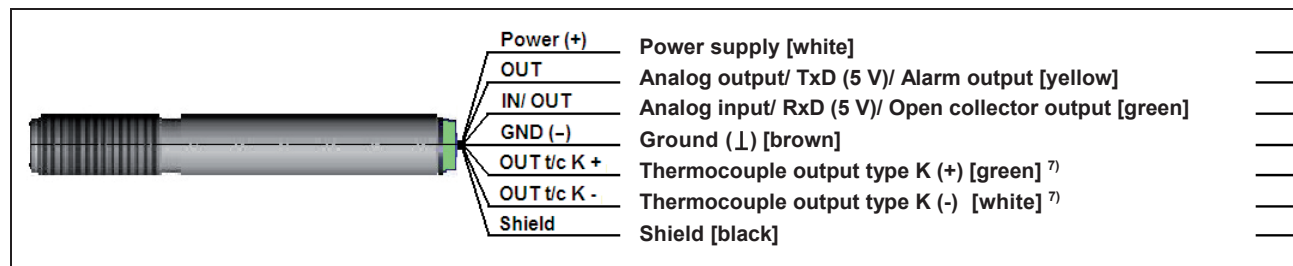 Power (+) Power supply [white]
OUT Analog output/ TxD (5 V)/ Alarm output [yellow]
IN/ OUT Analog input/ RxD (5 V)/ Open collector output [green]
GND (–) Ground (⊥) [brown]
OUT t/c K + Thermocouple output type K (+) [green] 7)
OUT t/c K - Thermocouple output type K (-) [white] 7)
Shield Shield [black]